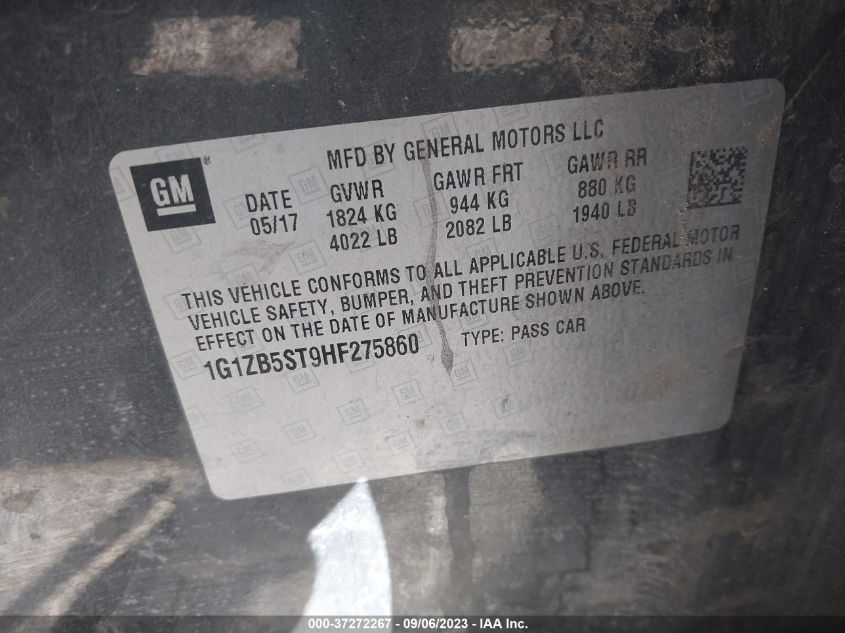 GM ®
MFD BY GENERAL MOTORS LLC
DATE GVWR GAWR FRT GAWR RR
05/17 1824 KG 944 KG 880 KG
4022 LB 2082 LB 1940 LB
THIS VEHICLE CONFORMS TO ALL APPLICABLE U.S. FEDERAL MOTOR
VEHICLE SAFETY, BUMPER, AND THEFT PREVENTION STANDARDS IN
EFFECT ON THE DATE OF MANUFACTURE SHOWN ABOVE.
1G1ZB5ST9HF275860 TYPE: PASS CAR
000-37272267 - 09/06/2023 - IAA Inc.